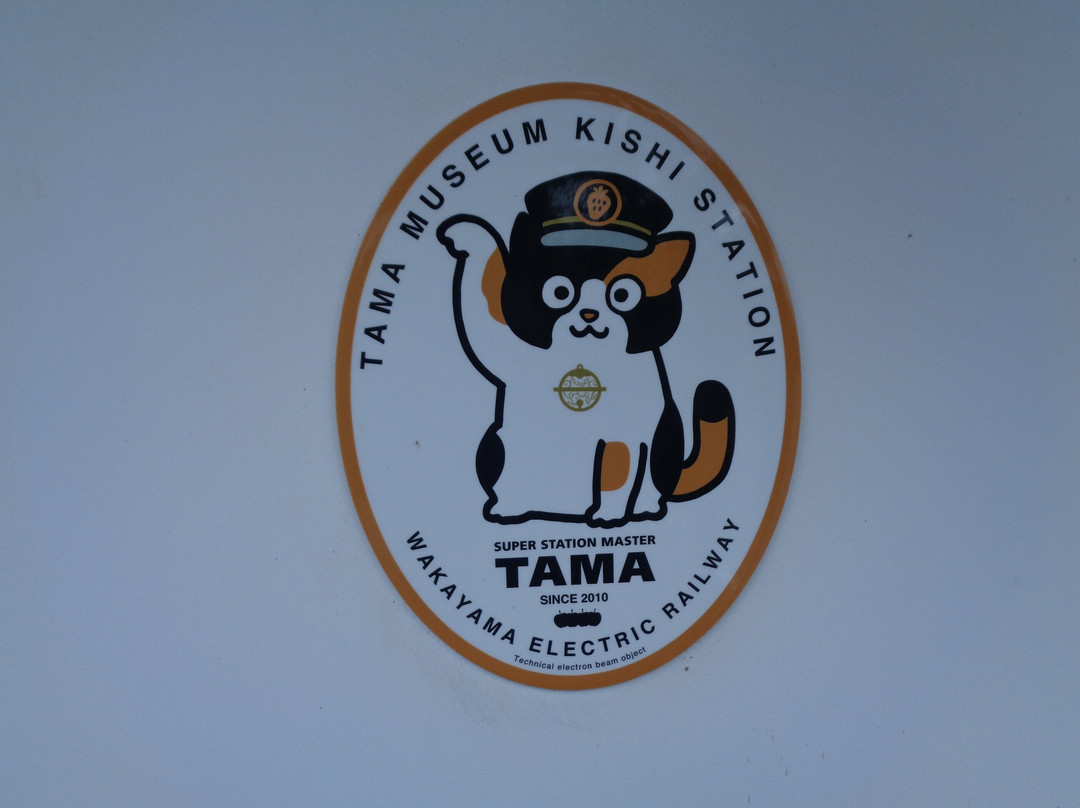 TAMA MUSEUM KISHI STATION
SUPER STATION MASTER
TAMA
SINCE 2010
WAKAYAMA ELECTRIC RAILWAY
Technical electron beam object